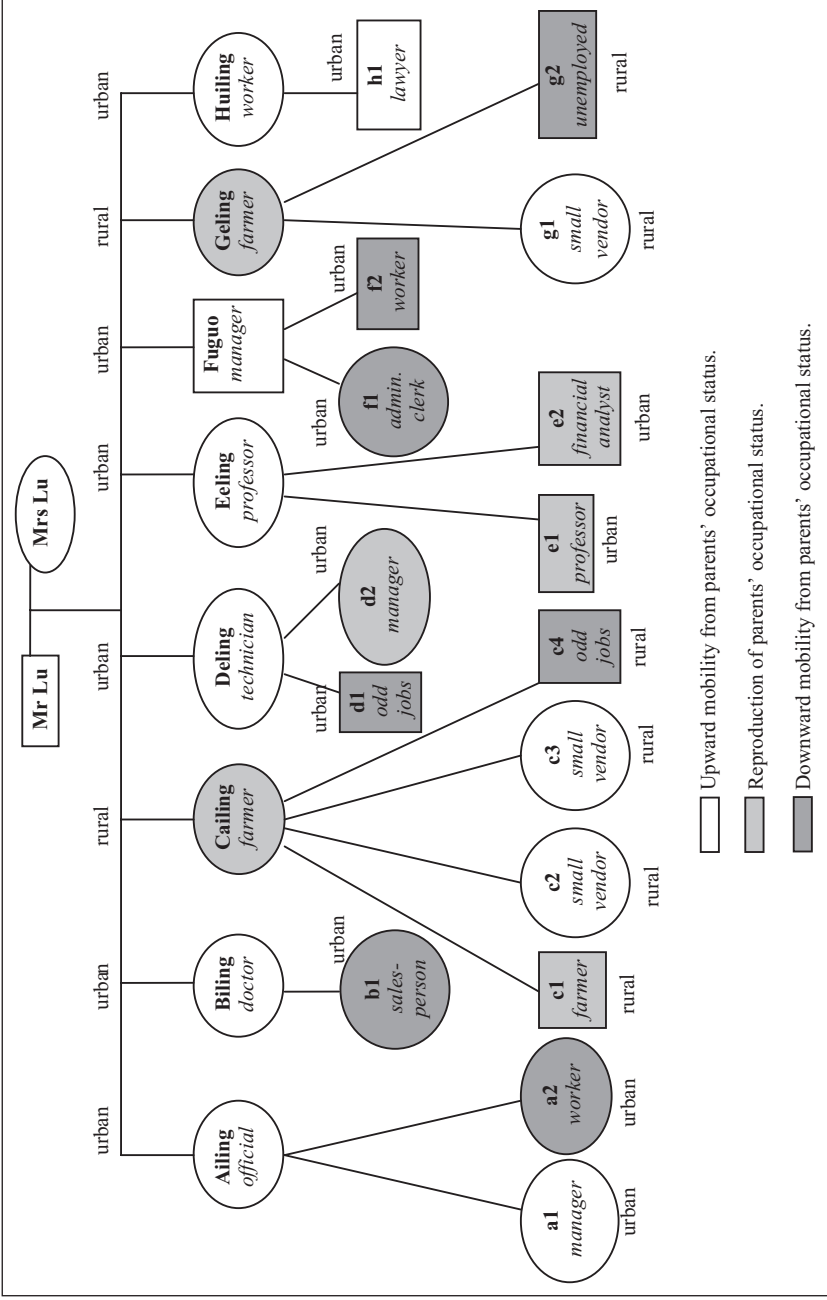 Mr Lu
Mrs Lu
urban
urban
rural
urban
urban
urban
rural
urban
Ailing
official
Biling
doctor
Cailing
farmer
Deling
technician
Eeling
professor
Fuguo
manager
Geling
farmer
Huiling
worker
urban
b1
sales-
person
urban
d1
odd
jobs
urban
d2
manager
urban
f1
admin.
clerk
urban
f2
worker
urban
h1
lawyer
a1
manager
urban
a2
worker
urban
c1
farmer
rural
c2
small
vendor
rural
c3
small
vendor
rural
c4
odd
jobs
rural
e1
professor
urban
e2
financial
analyst
urban
g1
small
vendor
rural
g2
unemployed
rural
Upward mobility from parents' occupational status.
Reproduction of parents' occupational status.
Downward mobility from parents' occupational status.